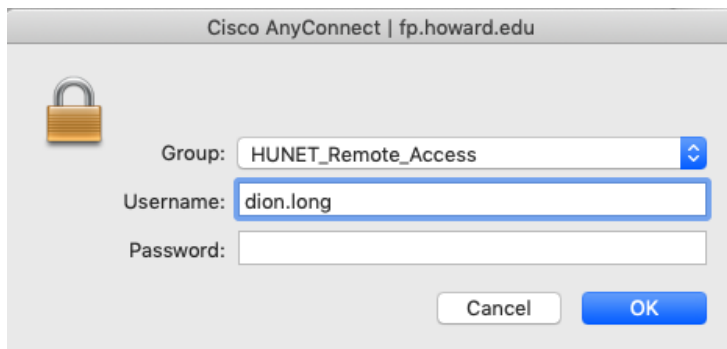 Cisco AnyConnect | fp.howard.edu
Group: HUNET_Remote_Access
Username: dion.long
Password:
Cancel OK